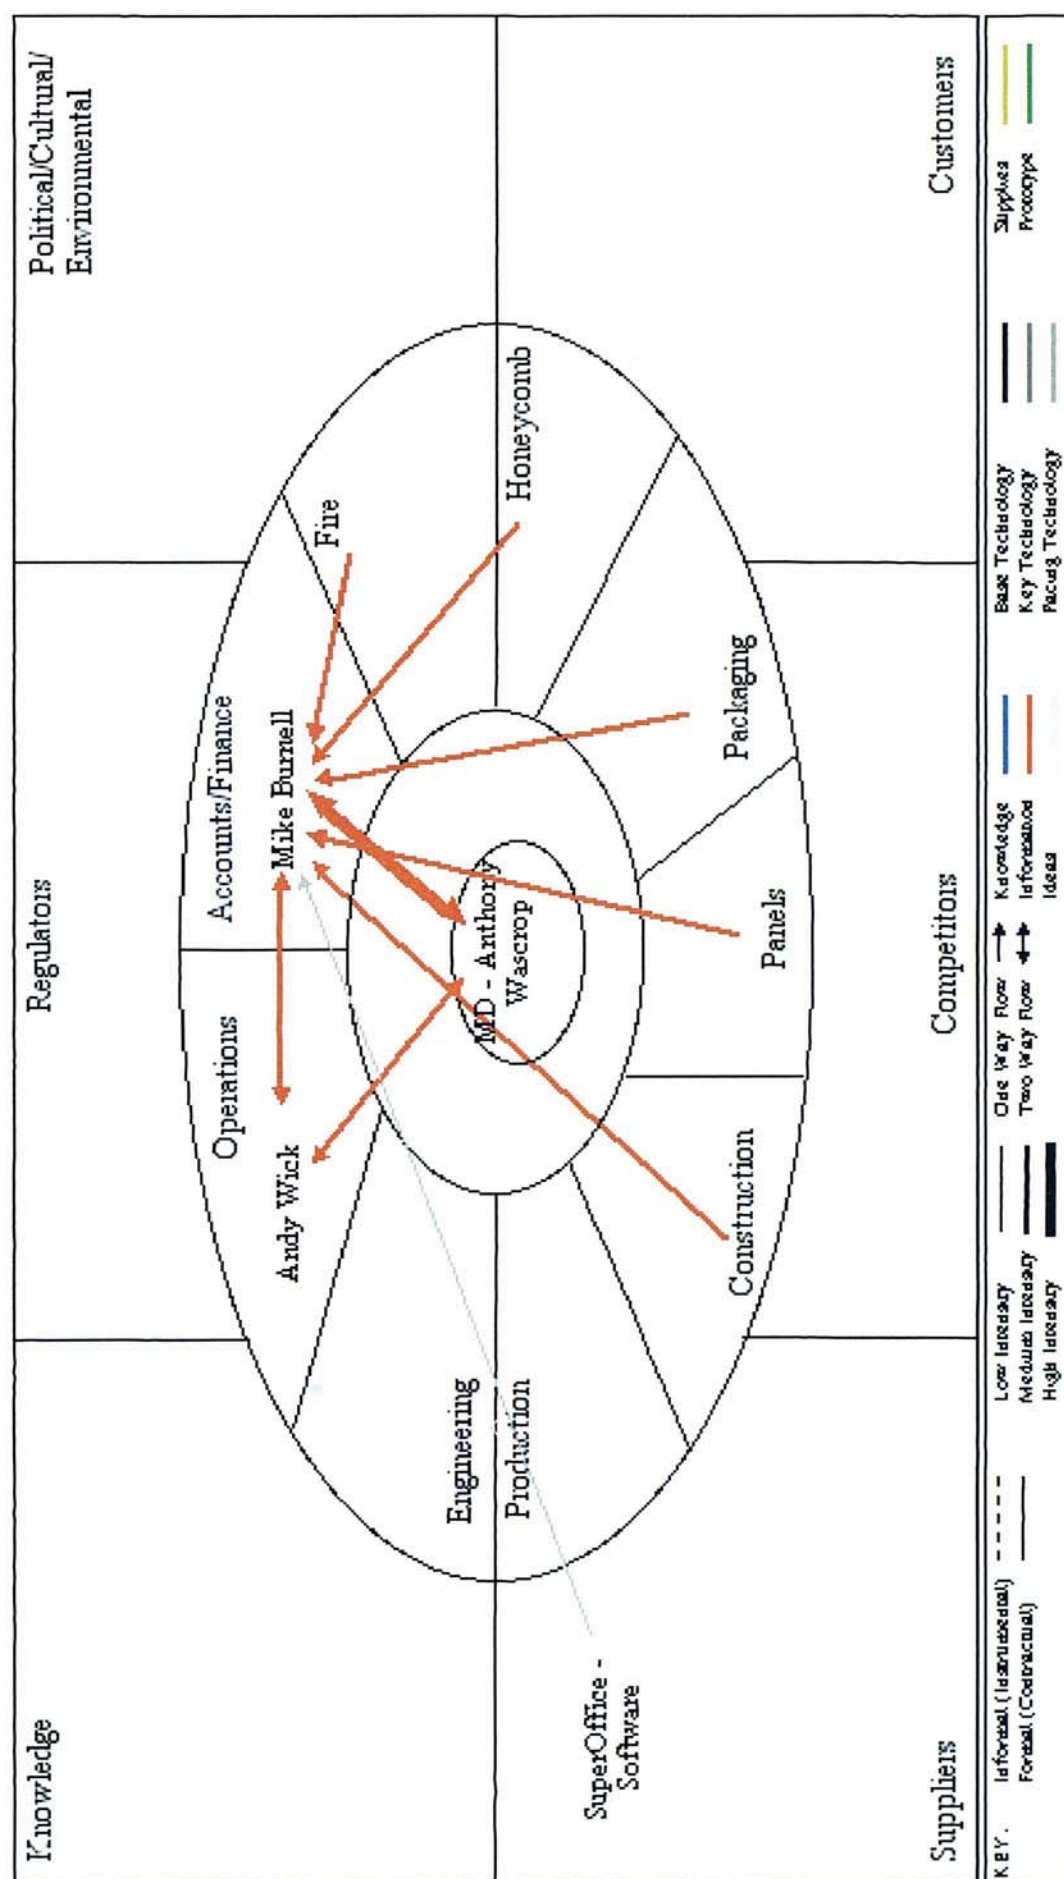 Knowledge
Regulators
Political/Cultural/
Environmental
Operations
Accounts/Finance
Andy Wick
Mike Burnell
Fire
Engineering
Production
MD - Anthony
Wascrop
Honeycomb
SuperOffice -
Software
Construction
Panels
Packaging
Suppliers
Competitors
Customers
KEY:
Informal (Instrumental)
Formal (Contractual)
Low Intensity
Medium Intensity
High Intensity
One Way Flow
Two Way Flow
Knowledge
Information
Ideas
Base Technology
Key Technology
Pacing Technology
Supplies
Prototype